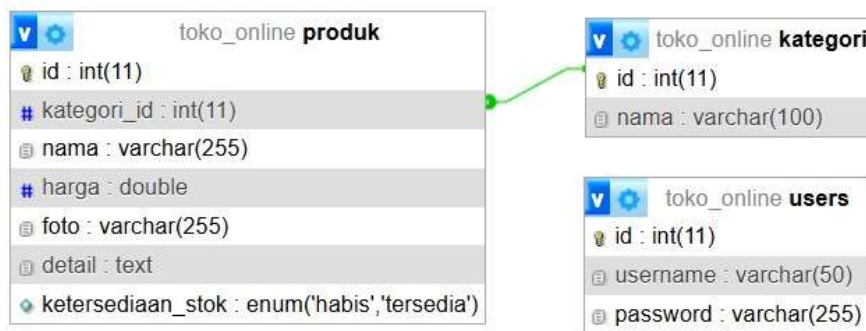 toko_online produk
id : int(11)
kategori_id : int(11)
nama : varchar(255)
harga : double
foto : varchar(255)
detail : text
ketersediaan_stok : enum('habis','tersedia')
toko_online kategori
id : int(11)
nama : varchar(100)
toko_online users
id : int(11)
username : varchar(50)
password : varchar(255)